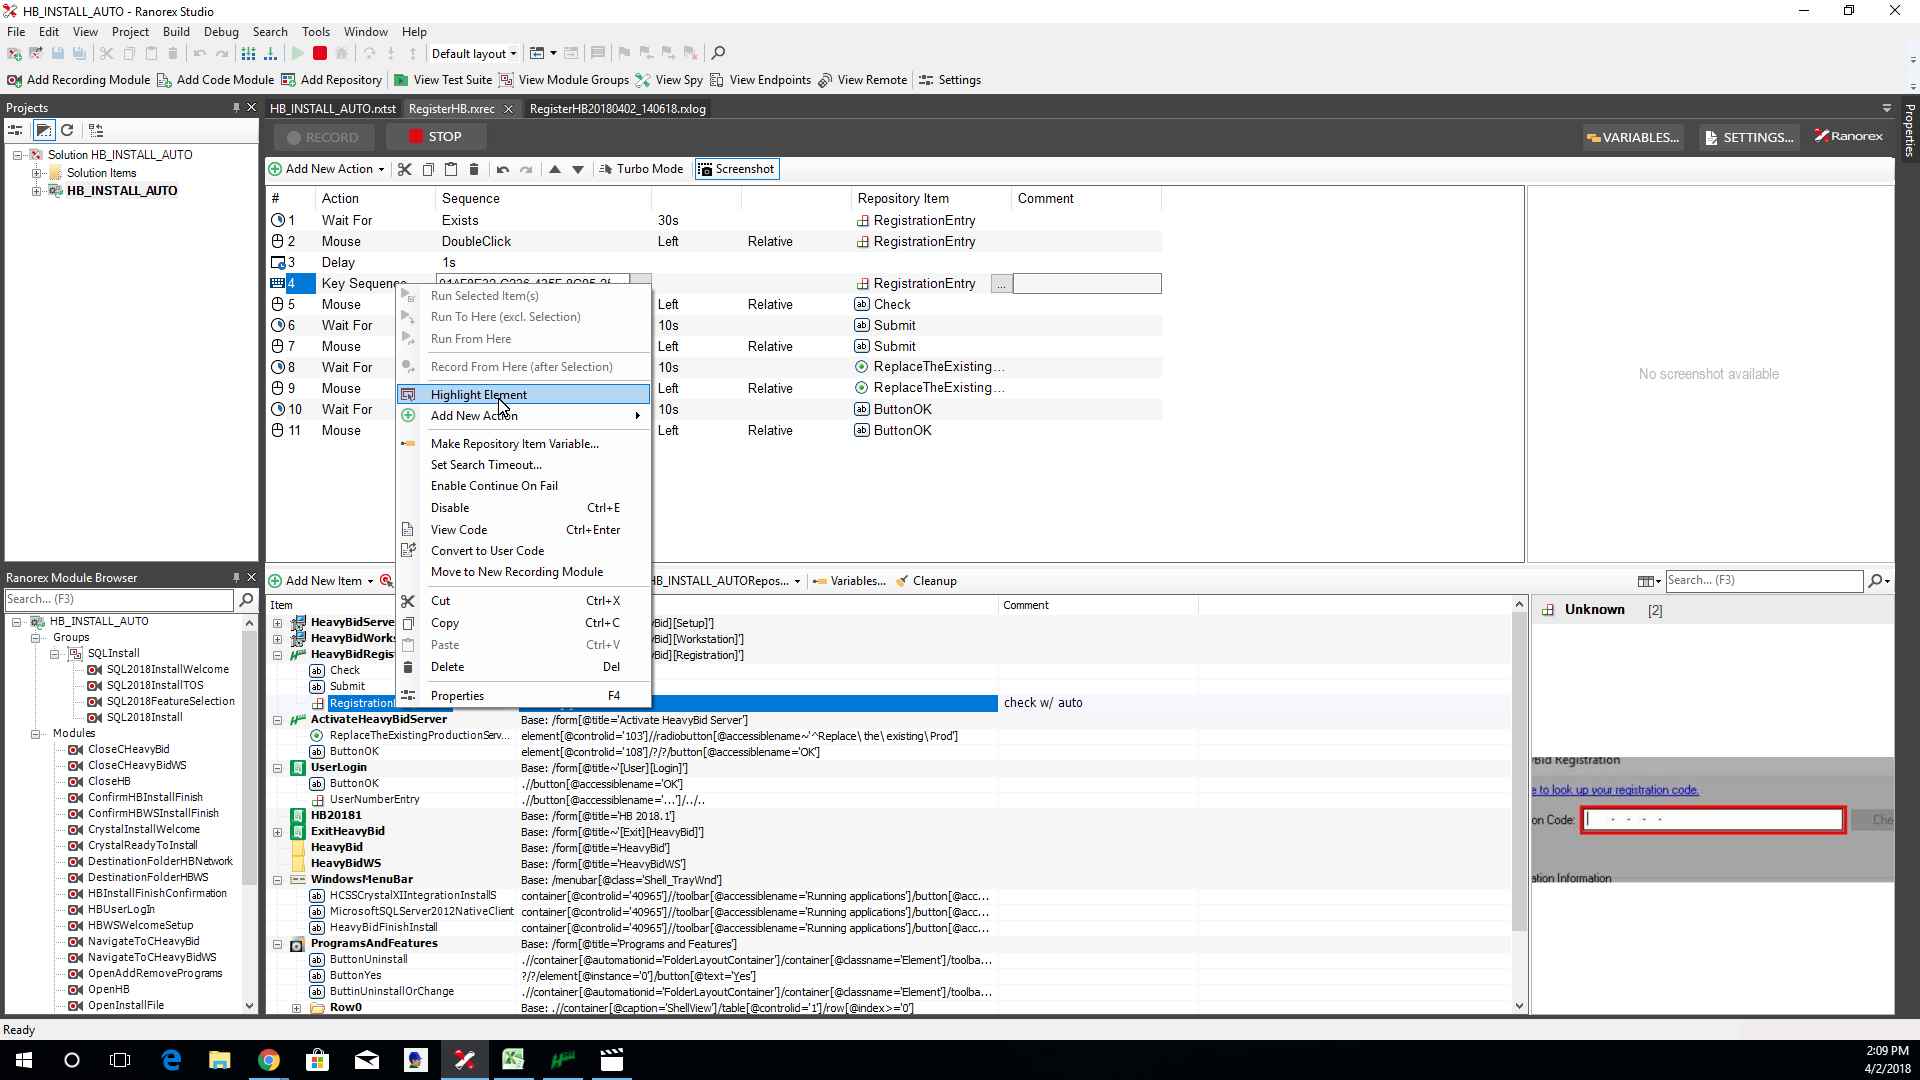 HB_INSTALL_AUTO - Ranorex Studio
File Edit View Project Build Debug Search Tools Window Help
Default layout
Add Recording Module Add Code Module Add Repository View Test Suite View Module Groups View Spy View Endpoints View Remote Settings
Projects
HB_INSTALL_AUTO.rxtst RegisterHB.rxrec RegisterHB20180402_140618.rxlog
Properties
RECORD STOP VARIABLES... SETTINGS... Ranorex
Solution HB_INSTALL_AUTO
Solution Items
HB_INSTALL_AUTO
Add New Action Turbo Mode Screenshot
# Action Sequence Repository Item Comment
1 Wait For Exists 30s RegistrationEntry
2 Mouse DoubleClick Left Relative RegistrationEntry
3 Delay 1s
4 Key Sequence RegistrationEntry ...
5 Mouse Left Relative Check
6 Wait For 10s Submit
7 Mouse Left Relative Submit
8 Wait For 10s ReplaceTheExisting...
9 Mouse Left Relative ReplaceTheExisting...
10 Wait For 10s ButtonOK
11 Mouse Left Relative ButtonOK
Run Selected Item(s)
Run To Here (excl. Selection)
Run From Here
Record From Here (after Selection)
Highlight Element
Add New Action
Make Repository Item Variable...
Set Search Timeout...
Enable Continue On Fail
Disable Ctrl+E
View Code Ctrl+Enter
Convert to User Code
Move to New Recording Module
Cut Ctrl+X
Copy Ctrl+C
Paste Ctrl+V
Delete Del
Properties F4
No screenshot available
Ranorex Module Browser
Search... (F3)
HB_INSTALL_AUTO
Groups
SQLInstall
SQL2018InstallWelcome
SQL2018InstallTOS
SQL2018FeatureSelection
SQL2018Install
Modules
CloseCHeavyBid
CloseCHeavyBidWS
CloseHB
ConfirmHBInstallFinish
ConfirmHBWSInstallFinish
CrystalInstallWelcome
CrystalReadyToInstall
DestinationFolderHBNetwork
DestinationFolderHBWS
HBInstallFinishConfirmation
HBUserLogIn
HBWSWelcomeSetup
NavigateToCHeavyBid
NavigateToCHeavyBidWS
OpenAddRemovePrograms
OpenHB
OpenInstallFile
Add New Item HB_INSTALL_AUTORepos... Variables... Cleanup Search... (F3)
Item Comment
HeavyBidServe Bid][Setup]']
HeavyBidWorks Bid][Workstation]']
HeavyBidRegis Bid][Registration]']
Check
Submit
Registration check w/ auto
ActivateHeavyBidServer Base: /form[@title='Activate HeavyBid Server']
ReplaceTheExistingProductionServ... element[@controlid='103']//radiobutton[@accessiblename~'^Replace\ the\ existing\ Prod']
ButtonOK element[@controlid='108']/?/?/button[@accessiblename='OK']
UserLogin Base: /form[@title~'[User][Login]']
ButtonOK .//button[@accessiblename='OK']
UserNumberEntry .//button[@accessiblename='...']/../..
HB20181 Base: /form[@title='HB 2018.1']
ExitHeavyBid Base: /form[@title~'[Exit][HeavyBid]']
HeavyBid Base: /form[@title='HeavyBid']
HeavyBidWS Base: /form[@title='HeavyBidWS']
WindowsMenuBar Base: /menubar[@class='Shell_TrayWnd']
HCSSCrystalXIIntegrationInstallS container[@controlid='40965']//toolbar[@accessiblename='Running applications']/button[@acc...
MicrosoftSQLServer2012NativeClient container[@controlid='40965']//toolbar[@accessiblename='Running applications']/button[@acc...
HeavyBidFinishInstall container[@controlid='40965']//toolbar[@accessiblename='Running applications']/button[@acc...
ProgramsAndFeatures Base: /form[@title='Programs and Features']
ButtonUninstall .//container[@automationid='FolderLayoutContainer']/container[@classname='Element']/toolba...
ButtonYes ?/?/element[@instance='0']/button[@text='Yes']
ButtinUninstallOrChange .//container[@automationid='FolderLayoutContainer']/container[@classname='Element']/toolba...
Row0 Base: .//container[@caption='ShellView']/table[@controlid='1']/row[@index>='0']
Unknown [2]
Bid Registration
e to look up your registration code.
on Code: - - - - Che
ation Information
Ready
2:09 PM
4/2/2018